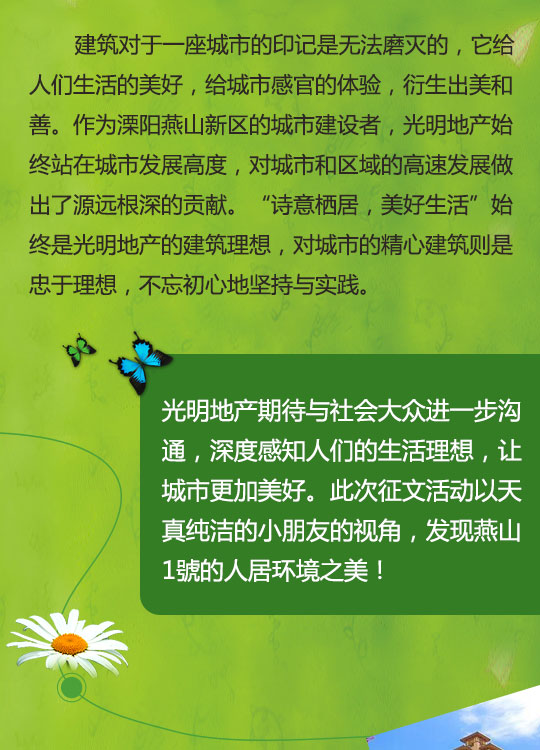 建筑对于一座城市的印记是无法磨灭的，它给
人们生活的美好，给城市感官的体验，衍生出美和
善。作为溧阳燕山新区的城市建设者，光明地产始
终站在城市发展高度，对城市和区域的高速发展做
出了源远根深的贡献。“诗意栖居，美好生活”始
终是光明地产的建筑理想，对城市的精心建筑则是
忠于理想，不忘初心地坚持与实践。
光明地产期待与社会大众进一步沟
通，深度感知人们的生活理想，让
城市更加美好。此次征文活动以天
真纯洁的小朋友的视角，发现燕山
1號的人居环境之美！